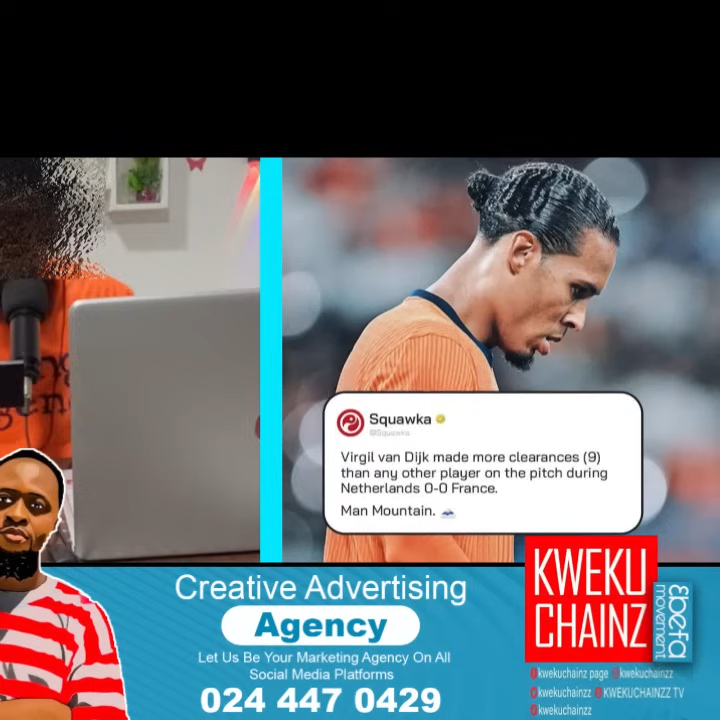 Squawka
@Squawka
Virgil van Dijk made more clearances (9)
than any other player on the pitch during
Netherlands 0-0 France.
Man Mountain.
Creative Advertising
Agency
Let Us Be Your Marketing Agency On All
Social Media Platforms
024 447 0429
KWEKU
CHAINZ
movement
kwekuchainz page kwekuchainzz
kwekuchainzz KWEKUCHAINZZ TV
kwekuchainzz